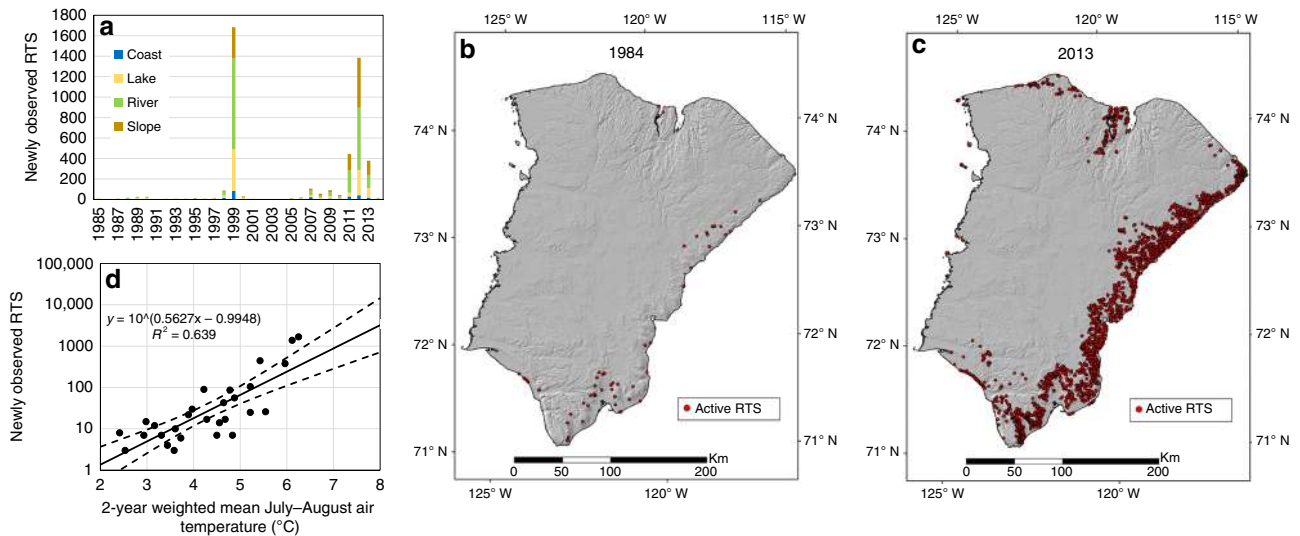 a
Newly observed RTS
1800
1600
1400
1200
1000
800
600
400
200
0
Coast
Lake
River
Slope
1985
1987
1989
1991
1993
1995
1997
1999
2001
2003
2005
2007
2009
2011
2013
d
Newly observed RTS
100,000
10,000
1000
100
10
1
y = 10^(0.5627x – 0.9948)
R² = 0.639
2 3 4 5 6 7 8
2-year weighted mean July–August air
temperature (°C)
125° W 120° W 115° W
b
1984
74° N
73° N
72° N
71° N
74° N
73° N
72° N
71° N
Active RTS
Km
0 50 100 200
125° W 120° W
125° W 120° W 115° W
c
2013
74° N
73° N
72° N
71° N
74° N
73° N
72° N
71° N
Active RTS
Km
0 50 100 200
125° W 120° W